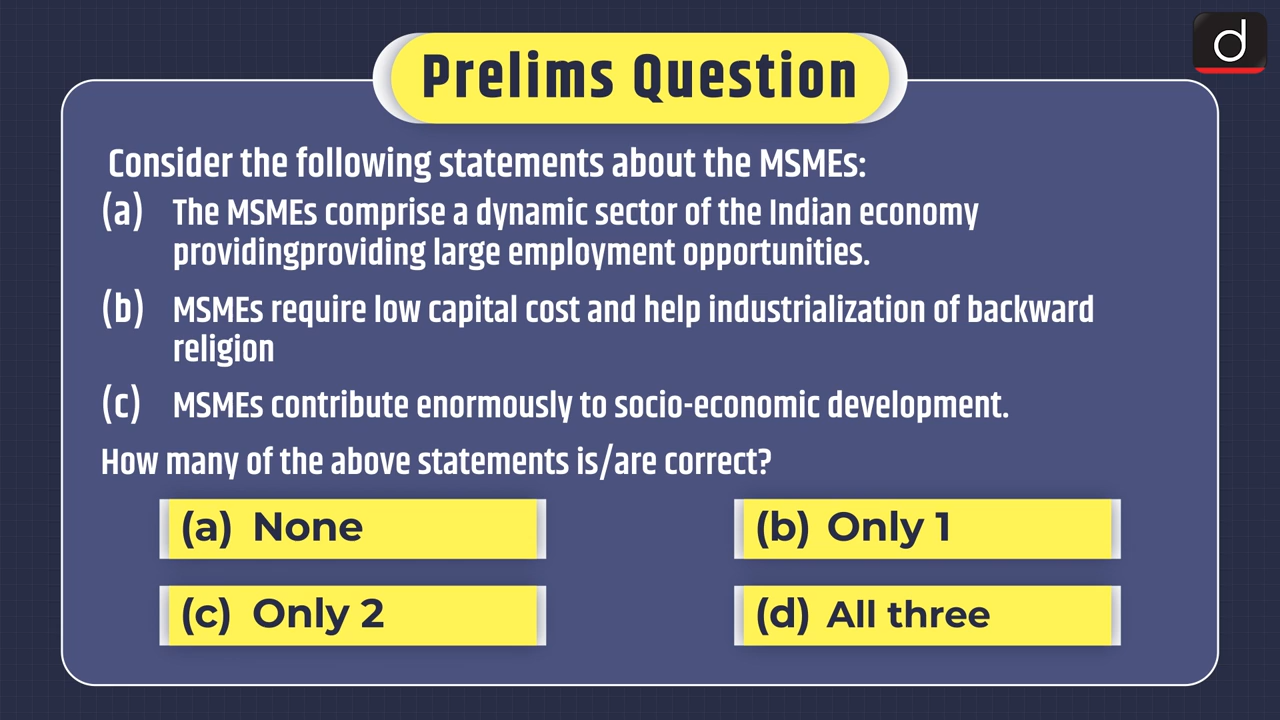 d
Prelims Question
Consider the following statements about the MSMEs:
(a) The MSMEs comprise a dynamic sector of the Indian economy
providingproviding large employment opportunities.
(b) MSMEs require low capital cost and help industrialization of backward
religion
(c) MSMEs contribute enormously to socio-economic development.
How many of the above statements is/are correct?
(a) None
(b) Only 1
(c) Only 2
(d) All three